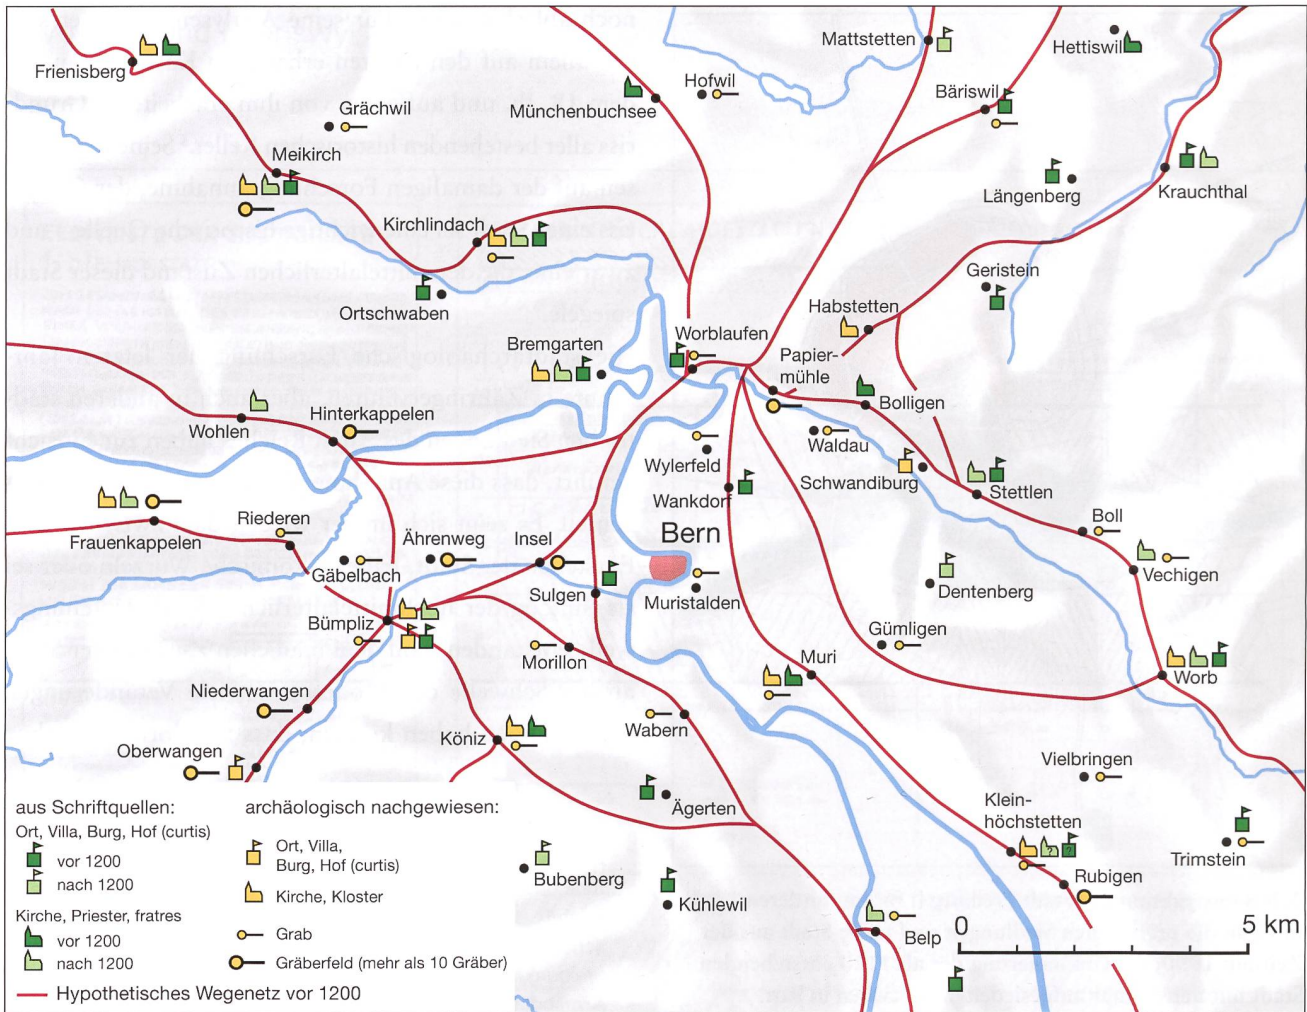 Mattstetten
Hettiswil
Frienisberg
Hofwil
Bäriswil
Münchenbuchsee
Grächwil
Meikirch
Längenberg
Krauchthal
Kirchlindach
Geristein
Ortschwaben
Habstetten
Worblaufen
Bremgarten
Papier-
mühle
Bolligen
Wohlen
Hinterkappelen
Waldau
Wylerfeld
Schwandiburg
Wankdorf
Stettlen
Riederen
Boll
Frauenkappelen
Ährenweg
Insel
Bern
Gäbelbach
Vechigen
Sulgen
Muristalden
Dentenberg
Bümpliz
Gümligen
Morillon
Muri
Worb
Niederwangen
Wabern
Köniz
Oberwangen
Vielbringen
Ägerten
Klein-
höchstetten
? ?
Trimstein
Bubenberg
Rubigen
Kühlewil
Belp
0 5 km
aus Schriftquellen:
Ort, Villa, Burg, Hof (curtis)
vor 1200
nach 1200
Kirche, Priester, fratres
vor 1200
nach 1200
archäologisch nachgewiesen:
Ort, Villa,
Burg, Hof (curtis)
Kirche, Kloster
Grab
Gräberfeld (mehr als 10 Gräber)
Hypothetisches Wegenetz vor 1200